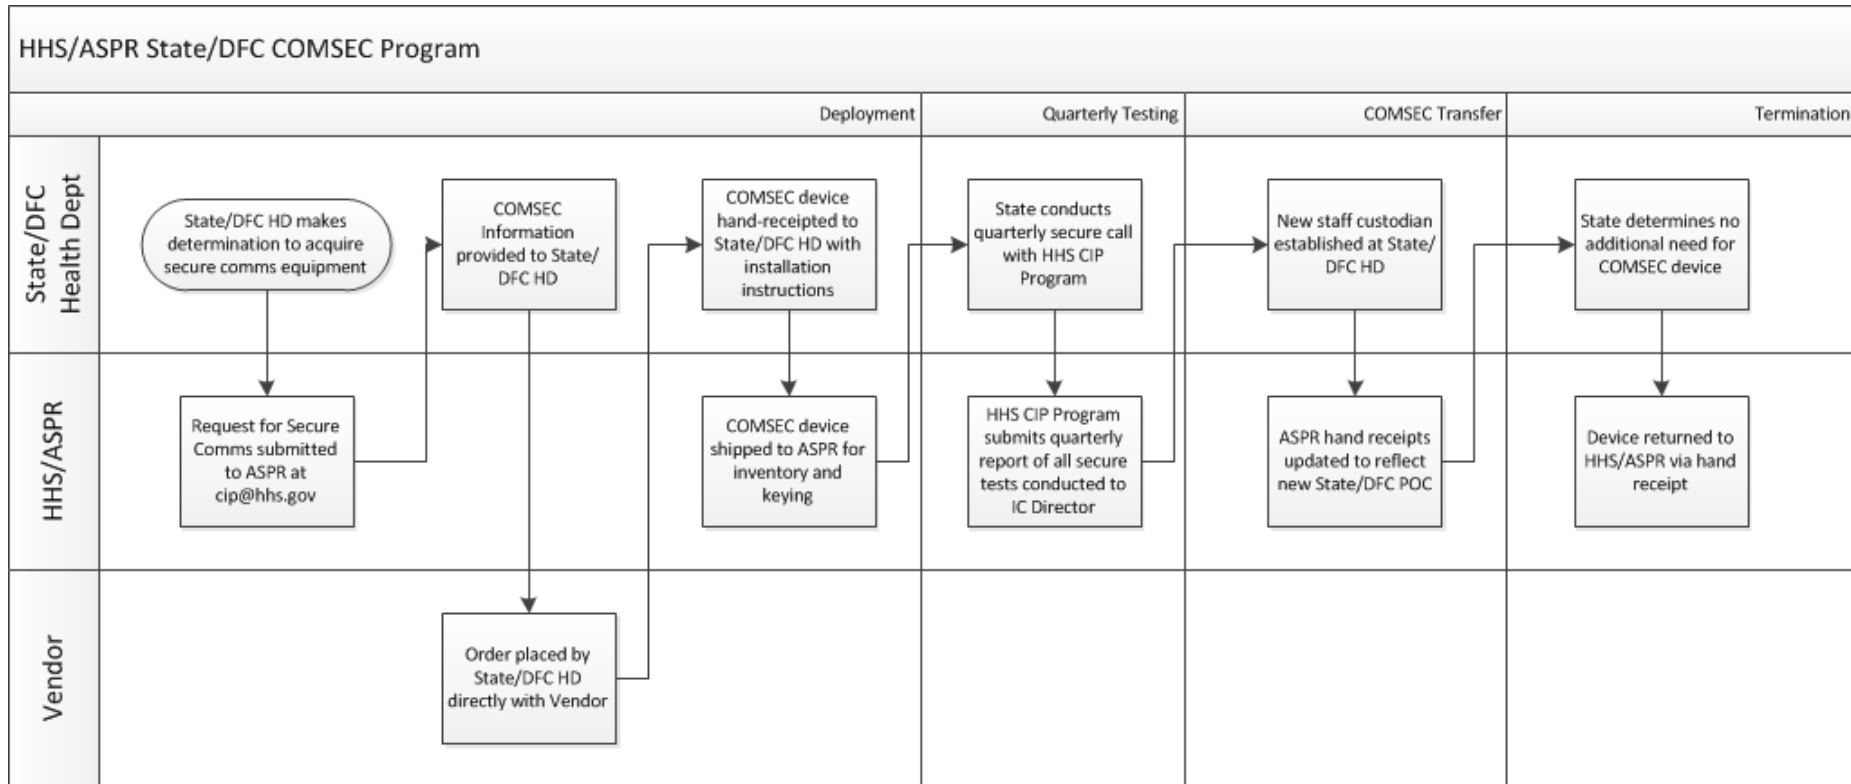 HHS/ASPR State/DFC COMSEC Program
Deployment
Quarterly Testing
COMSEC Transfer
Termination
State/DFC
Health Dept
State/DFC HD makes
determination to acquire
secure comms equipment
COMSEC
Information
provided to State/
DFC HD
COMSEC device
hand-receipted to
State/DFC HD with
installation
instructions
State conducts
quarterly secure call
with HHS CIP
Program
New staff custodian
established at State/
DFC HD
State determines no
additional need for
COMSEC device
HHS/ASPR
Request for Secure
Comms submitted
to ASPR at
cip@hhs.gov
COMSEC device
shipped to ASPR for
inventory and
keying
HHS CIP Program
submits quarterly
report of all secure
tests conducted to
IC Director
ASPR hand receipts
updated to reflect
new State/DFC POC
Device returned to
HHS/ASPR via hand
receipt
Vendor
Order placed by
State/DFC HD
directly with Vendor